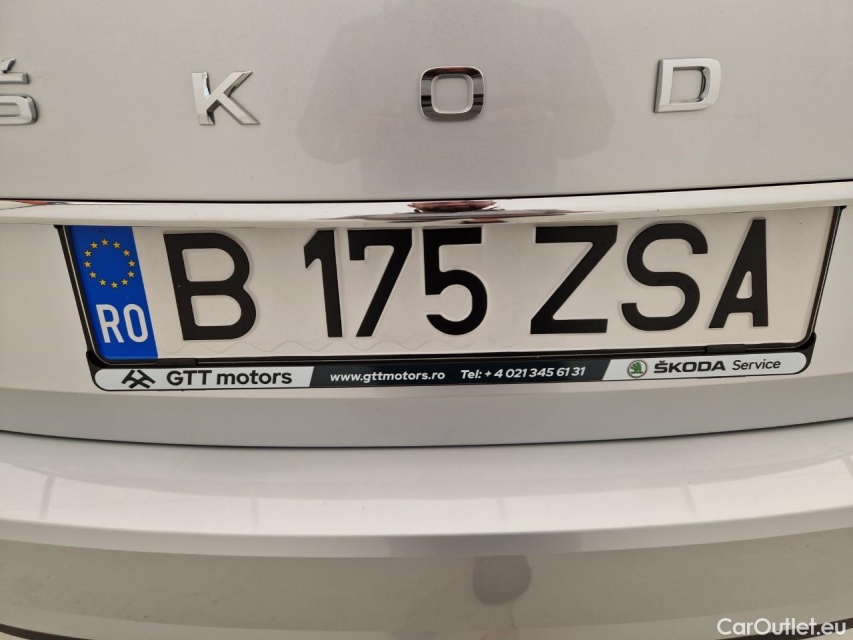 ŠKOD
RO B 175 ZSA
GTT motors www.gttmotors.ro Tel: + 4 021 345 61 31 ŠKODA Service
CarOutlet.eu